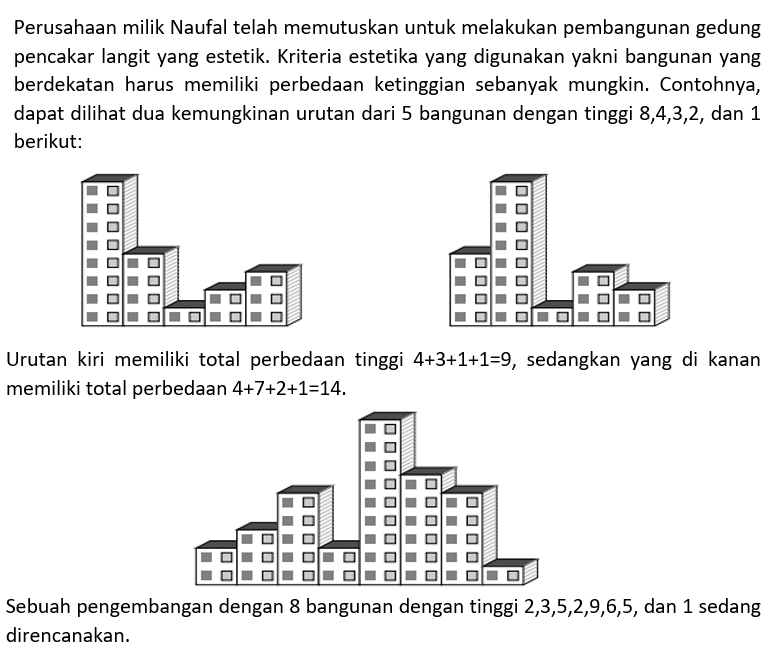 Perusahaan milik Naufal telah memutuskan untuk melakukan pembangunan gedung
pencakar langit yang estetik. Kriteria estetika yang digunakan yakni bangunan yang
berdekatan harus memiliki perbedaan ketinggian sebanyak mungkin. Contohnya,
dapat dilihat dua kemungkinan urutan dari 5 bangunan dengan tinggi 8,4,3,2, dan 1
berikut:
Urutan kiri memiliki total perbedaan tinggi 4+3+1+1=9, sedangkan yang di kanan
memiliki total perbedaan 4+7+2+1=14.
Sebuah pengembangan dengan 8 bangunan dengan tinggi 2,3,5,2,9,6,5, dan 1 sedang
direncanakan.